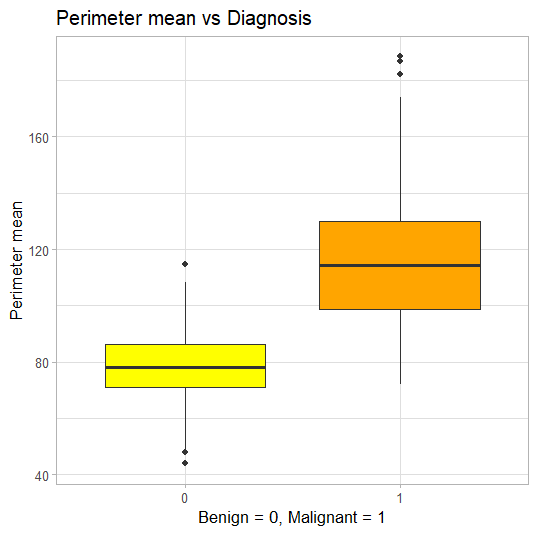 Perimeter mean vs Diagnosis
Perimeter mean
160
120
80
40
0
1
Benign = 0, Malignant = 1